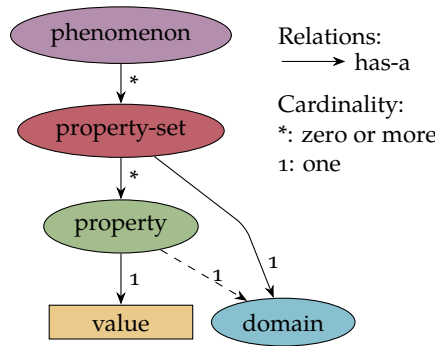 phenomenon
Relations:
has-a
*
Cardinality:
*: zero or more
1: one
property-set
*
property
1
1
1
value
domain